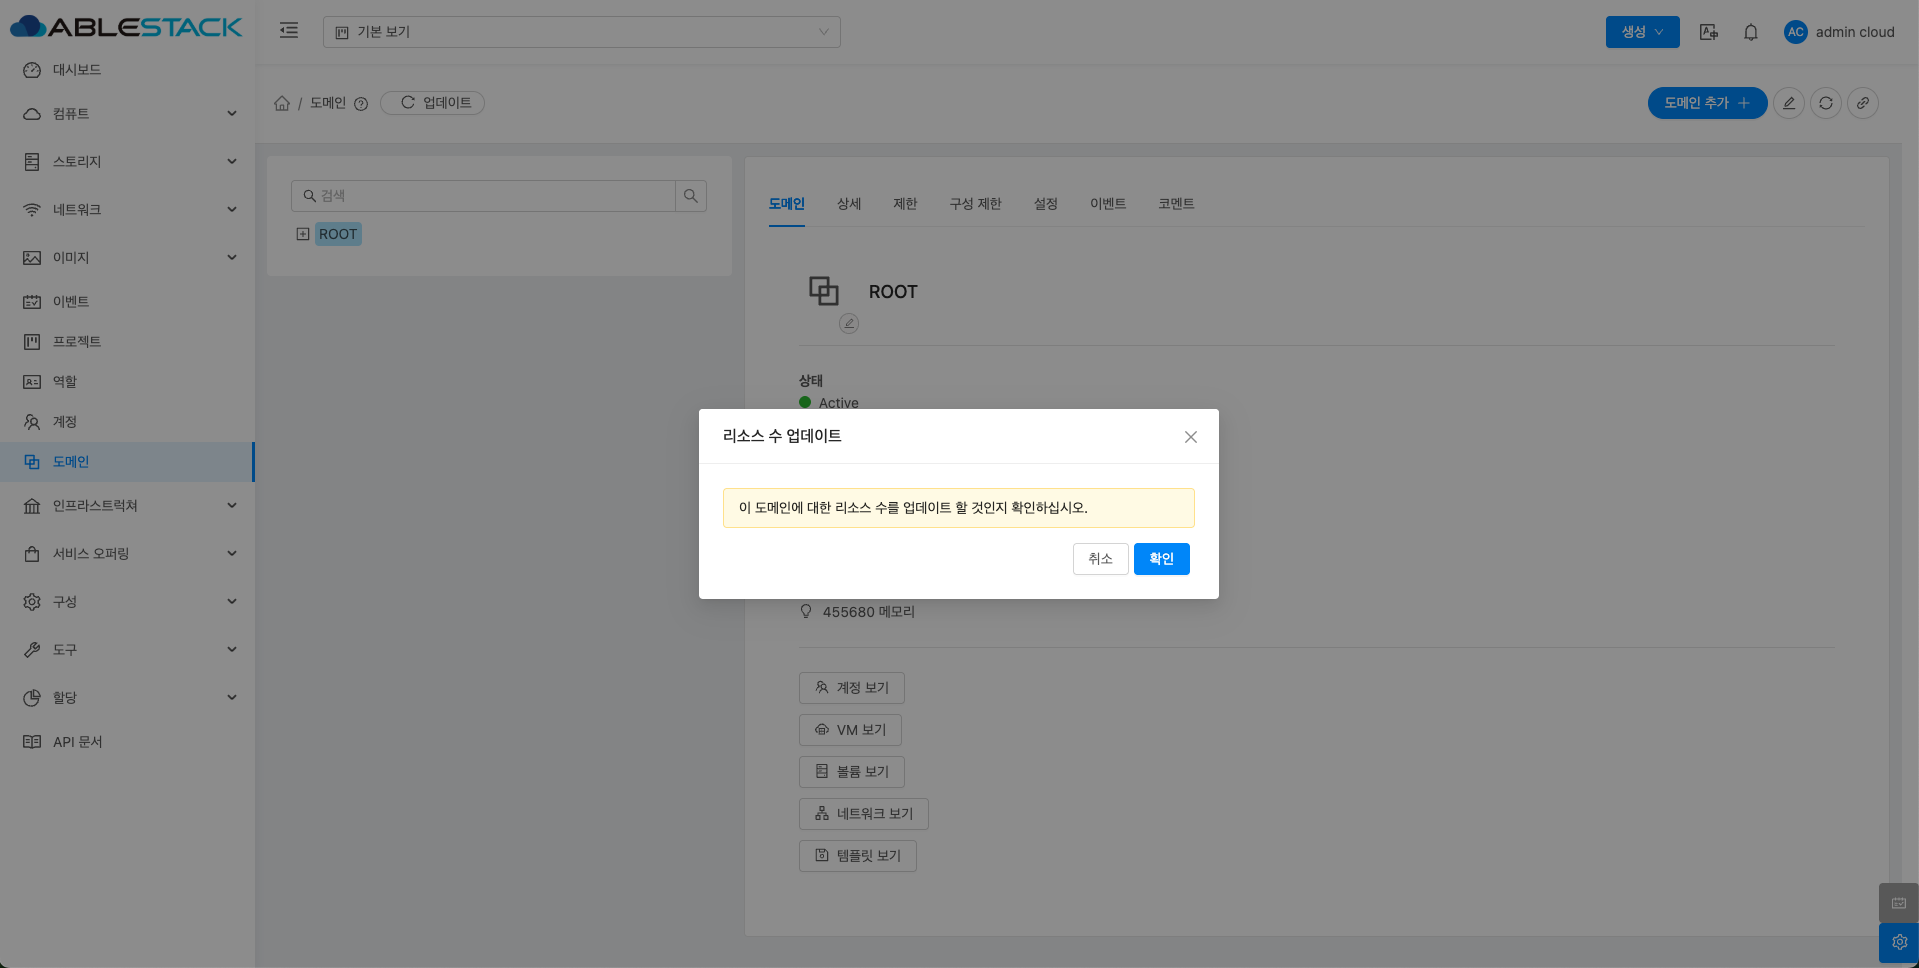 ABLESTACK
기본 보기
생성
AC admin cloud
대시보드
컴퓨트
스토리지
네트워크
이미지
이벤트
프로젝트
역할
계정
도메인
인프라스트럭쳐
서비스 오퍼링
구성
도구
할당
API 문서
/ 도메인
업데이트
도메인 추가
검색
ROOT
도메인
상세
제한
구성 제한
설정
이벤트
코멘트
ROOT
상태
Active
리소스 수 업데이트
이 도메인에 대한 리소스 수를 업데이트 할 것인지 확인하십시오.
취소
확인
455680 메모리
계정 보기
VM 보기
볼륨 보기
네트워크 보기
템플릿 보기